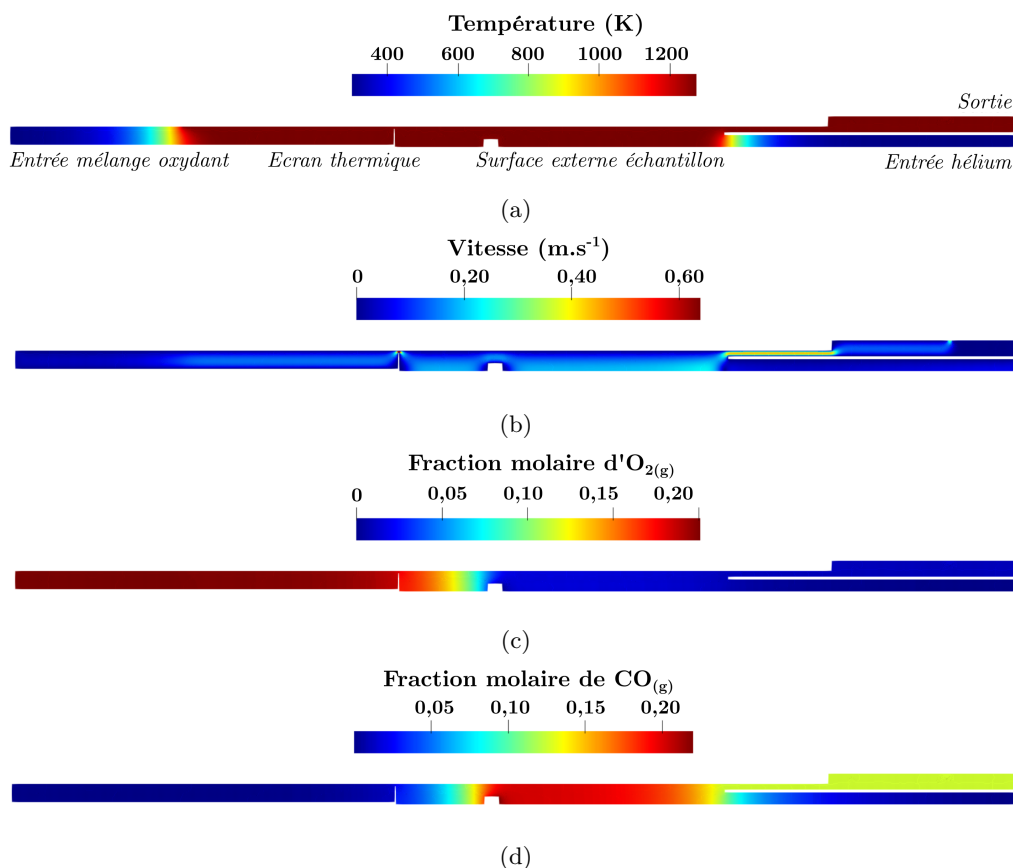 Température (K)
400 600 800 1000 1200
Sortie
Entrée mélange oxydant Ecran thermique Surface externe échantillon Entrée hélium
(a)
Vitesse (m.s⁻¹)
0 0,20 0,40 0,60
(b)
Fraction molaire d'O₂₍g₎
0 0,05 0,10 0,15 0,20
(c)
Fraction molaire de CO₍g₎
0,05 0,10 0,15 0,20
(d)